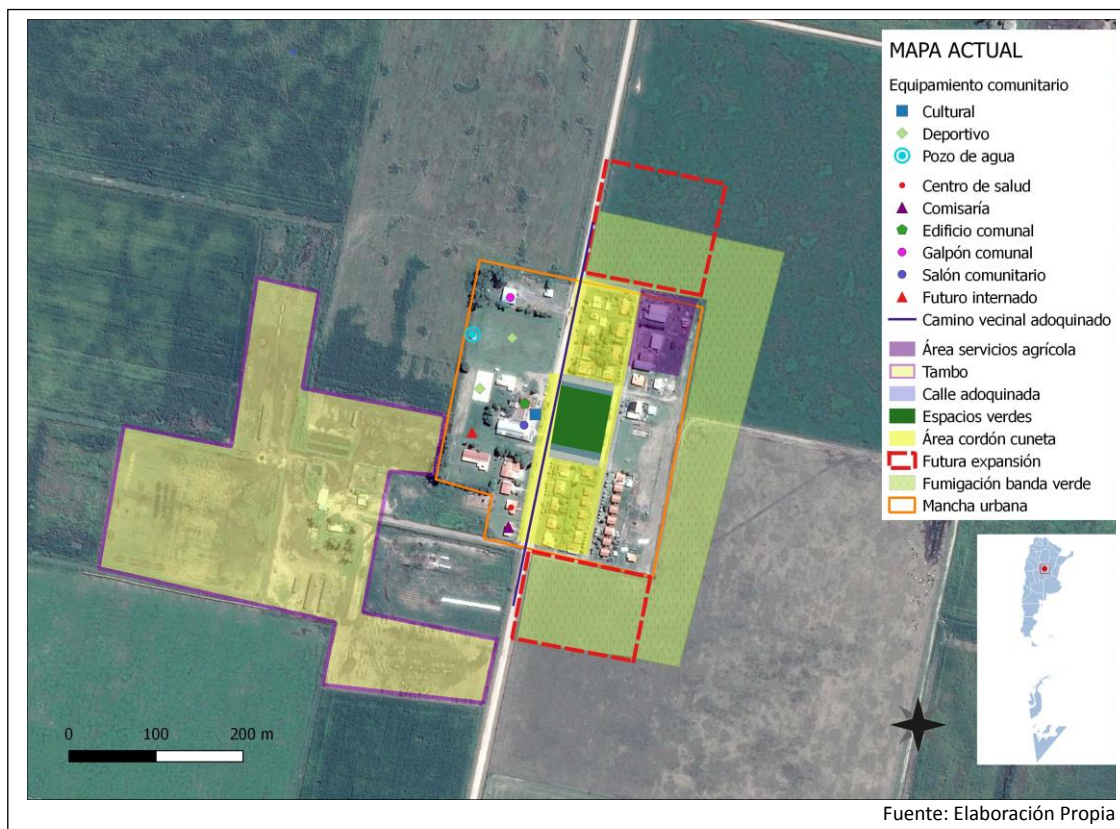 MAPA ACTUAL
Equipamiento comunitario
Cultural
Deportivo
Pozo de agua
Centro de salud
Comisaría
Edificio comunal
Galpón comunal
Salón comunitario
Futuro internado
Camino vecinal adoquinado
Área servicios agrícola
Tambo
Calle adoquinada
Espacios verdes
Área cordón cuneta
Futura expansión
Fumigación banda verde
Mancha urbana
0 100 200 m
Fuente: Elaboración Propia